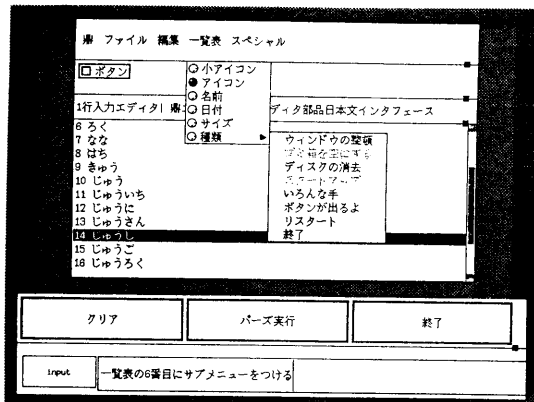 鼎 ファイル 編集 一覧表 スペシャル
ボタン
小アイコン
アイコン
名前
日付
サイズ
種類
1行入力エディタ| 鼎
ディタ部品日本文インタフェース
6 ろく
7 なな
8 はち
9 きゅう
10 じゅう
11 じゅういち
12 じゅうに
13 じゅうさん
14 じゅうし
15 じゅうご
16 じゅうろく
ウィンドウの整頓
ディスクの消去
いろんな手
ボタンが出るよ
リスタート
終了
クリア
パーズ実行
終了
input
一覧表の6番目にサブメニューをつける